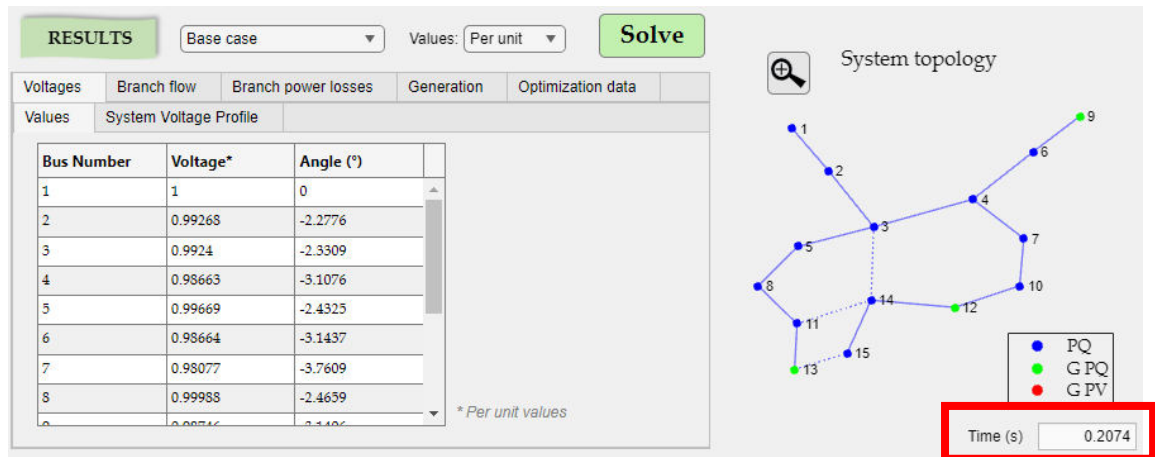 RESULTS Base case Values: Per unit Solve
Voltages Branch flow Branch power losses Generation Optimization data
Values System Voltage Profile
Bus Number Voltage* Angle (°)
1 1 0
2 0.99268 -2.2776
3 0.9924 -2.3309
4 0.98663 -3.1076
5 0.99669 -2.4325
6 0.98664 -3.1437
7 0.98077 -3.7609
8 0.99988 -2.4659
* Per unit values
System topology
1
9
6
2
4
3
7
5
8
10
14
12
11
15
13
PQ
G PQ
G PV
Time (s) 0.2074